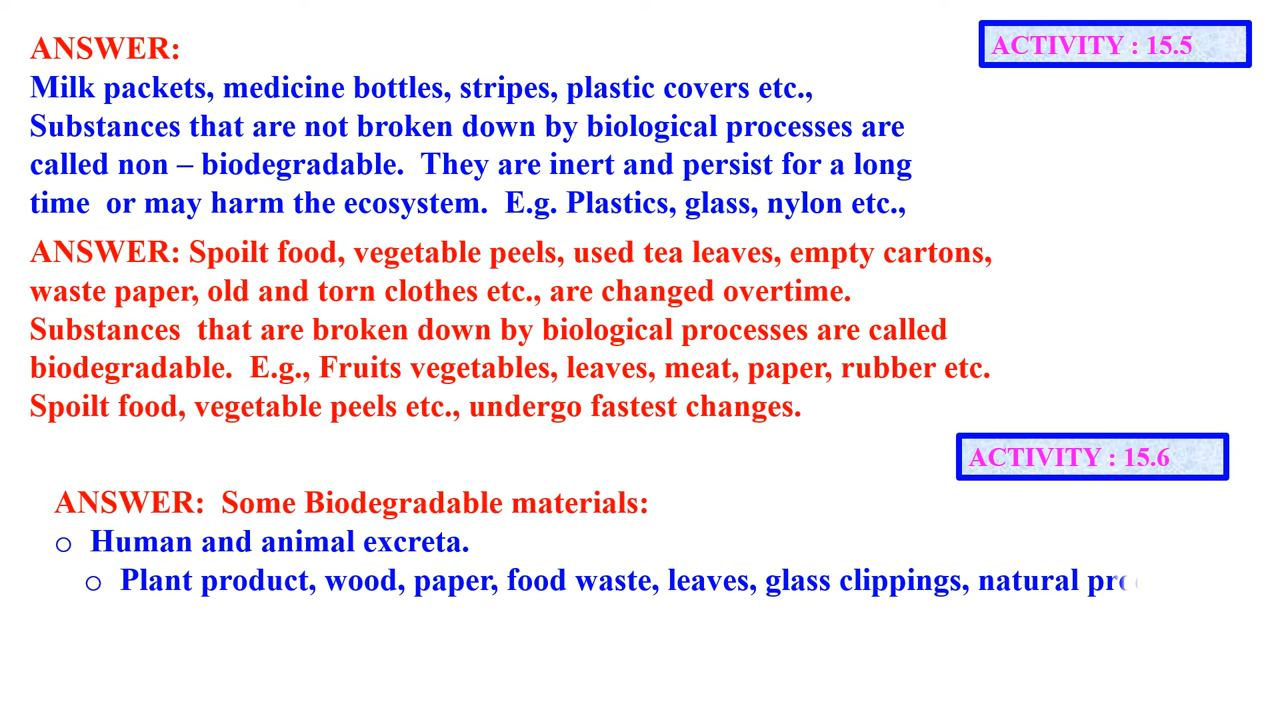 ANSWER:
ACTIVITY : 15.5
Milk packets, medicine bottles, stripes, plastic covers etc.,
Substances that are not broken down by biological processes are
called non – biodegradable.  They are inert and persist for a long
time  or may harm the ecosystem.  E.g. Plastics, glass, nylon etc.,
ANSWER: Spoilt food, vegetable peels, used tea leaves, empty cartons,
waste paper, old and torn clothes etc., are changed overtime.
Substances  that are broken down by biological processes are called
biodegradable.  E.g., Fruits vegetables, leaves, meat, paper, rubber etc.
Spoilt food, vegetable peels etc., undergo fastest changes.
ACTIVITY : 15.6
ANSWER:  Some Biodegradable materials:
o Human and animal excreta.
o Plant product, wood, paper, food waste, leaves, glass clippings, natural